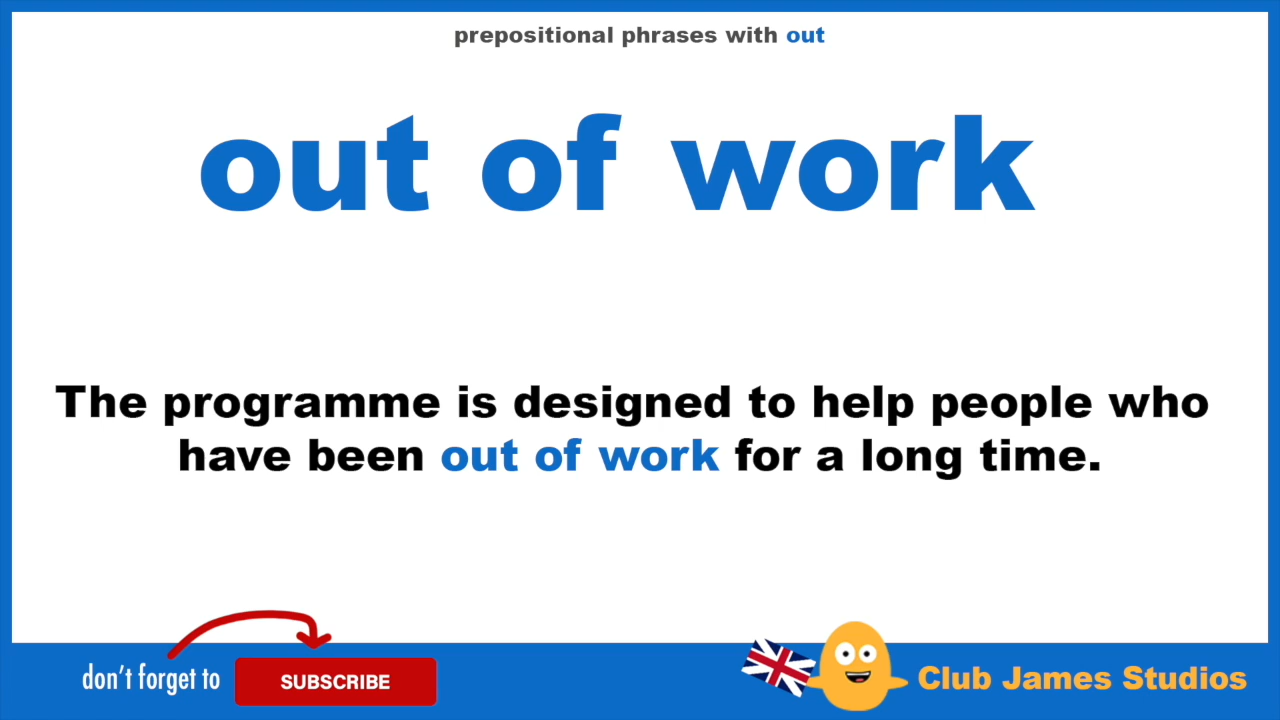 prepositional phrases with out
out of work
The programme is designed to help people who
have been out of work for a long time.
don't forget to
SUBSCRIBE
Club James Studios